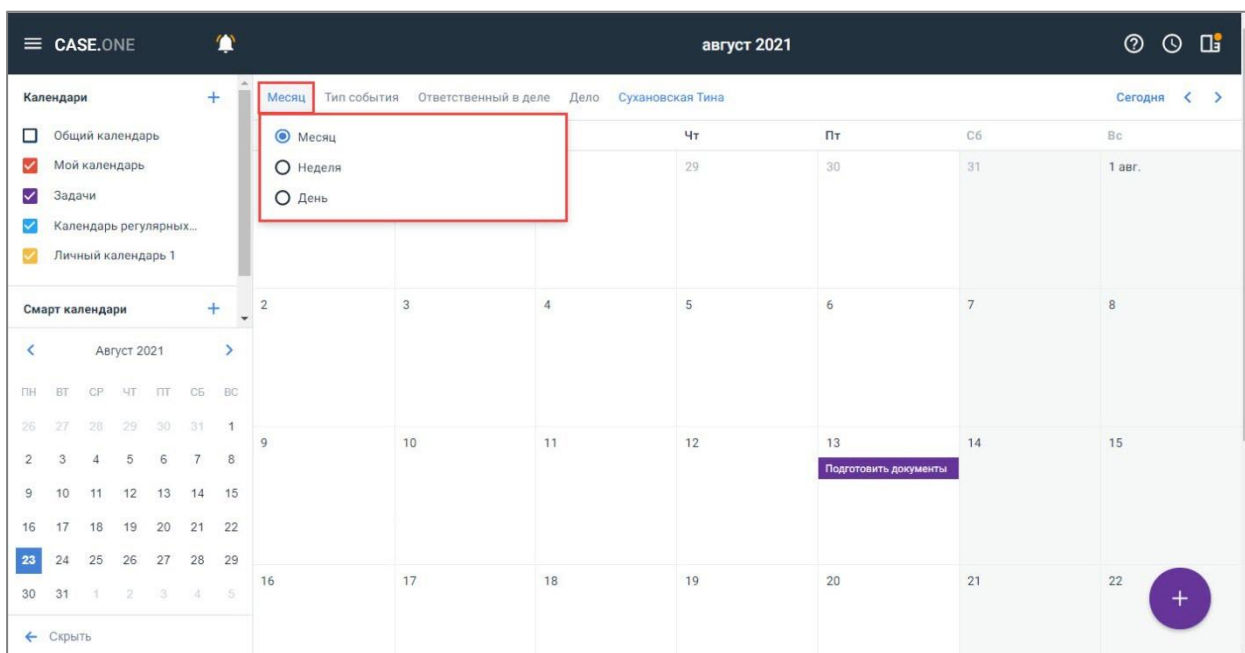 CASE.ONE
август 2021
Календари +
Общий календарь
Мой календарь
Задачи
Календарь регулярных...
Личный календарь 1
Смарт календари +
Август 2021
ПН ВТ СР ЧТ ПТ СБ ВС
26 27 28 29 30 31 1
2 3 4 5 6 7 8
9 10 11 12 13 14 15
16 17 18 19 20 21 22
23 24 25 26 27 28 29
30 31 1 2 3 4 5
Скрыть
Месяц Тип события Ответственный в деле Дело Сухановская Тина Сегодня
Месяц
Неделя
День
Чт Пт Сб Вс
29 30 31 1 авг.
2 3 4 5 6 7 8
9 10 11 12 13 14 15
Подготовить документы
16 17 18 19 20 21 22
+